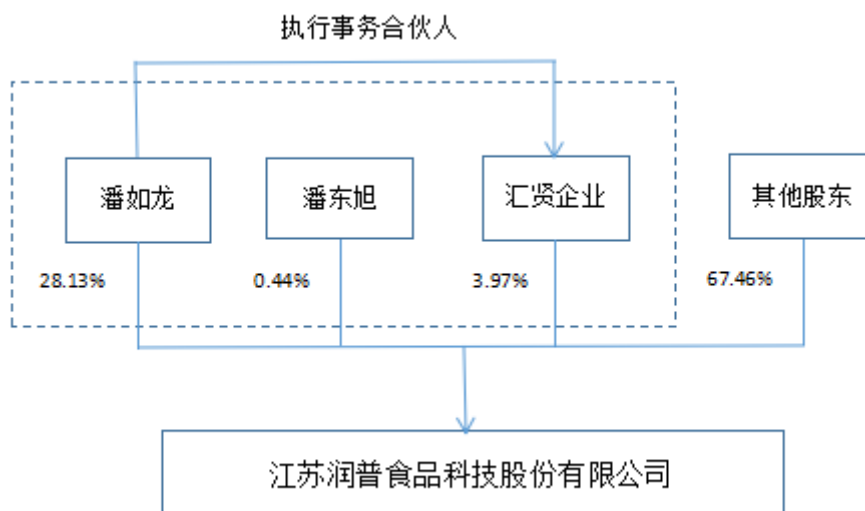 执行事务合伙人
潘如龙
潘东旭
汇贤企业
其他股东
28.13%
0.44%
3.97%
67.46%
江苏润普食品科技股份有限公司